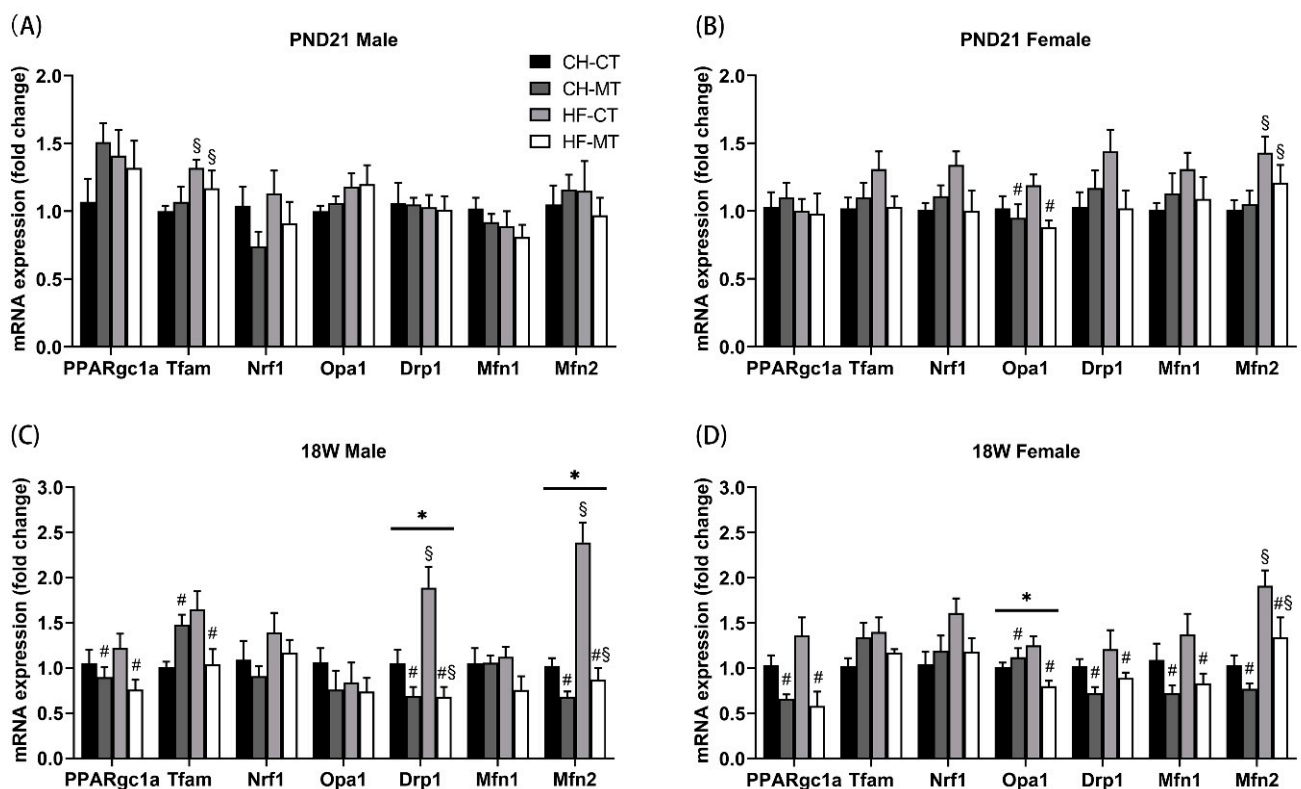 (A)
PND21 Male
CH-CT
CH-MT
HF-CT
HF-MT
mRNA expression (fold change)
2.0
1.5
1.0
0.5
0.0
§ §
PPARgc1a Tfam Nrf1 Opa1 Drp1 Mfn1 Mfn2
(B)
PND21 Female
mRNA expression (fold change)
2.0
1.5
1.0
0.5
0.0
# # § §
PPARgc1a Tfam Nrf1 Opa1 Drp1 Mfn1 Mfn2
(C)
18W Male
mRNA expression (fold change)
3.0
2.5
2.0
1.5
1.0
0.5
0.0
* *
# # # # # § #§ # § #§
PPARgc1a Tfam Nrf1 Opa1 Drp1 Mfn1 Mfn2
(D)
18W Female
mRNA expression (fold change)
3.0
2.5
2.0
1.5
1.0
0.5
0.0
*
# # # # # # # # # § #§
PPARgc1a Tfam Nrf1 Opa1 Drp1 Mfn1 Mfn2